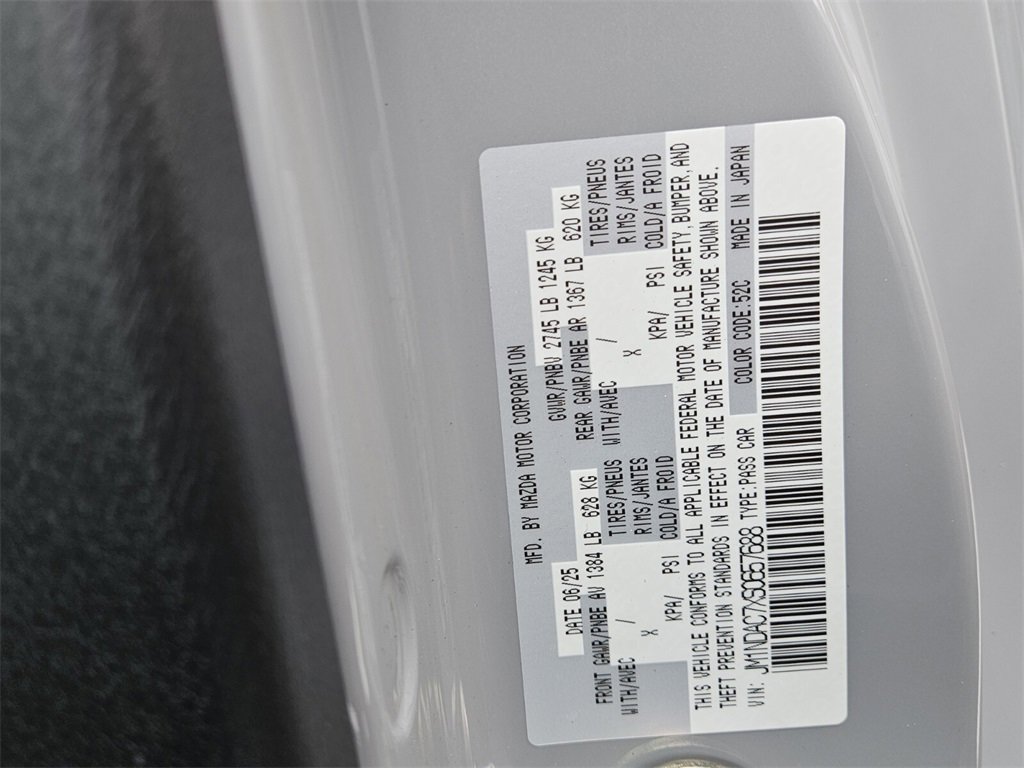 MFD. BY MAZDA MOTOR CORPORATION
DATE 06/25 GVWR/PNBV 2745 LB 1245 KG
FRONT GAWR/PNBE AV 1384 LB 628 KG REAR GAWR/PNBE AR 1367 LB 620 KG
WITH/AVEC / TIRES/PNEUS WITH/AVEC / TIRES/PNEUS
X RIMS/JANTES X RIMS/JANTES
KPA/ PSI COLD/A FROID KPA/ PSI COLD/A FROID
THIS VEHICLE CONFORMS TO ALL APPLICABLE FEDERAL MOTOR VEHICLE SAFETY,BUMPER,AND
THEFT PREVENTION STANDARDS IN EFFECT ON THE DATE OF MANUFACTURE SHOWN ABOVE.
VIN: JM1NDAC7XS0657688 TYPE:PASS CAR COLOR CODE:52C MADE IN JAPAN